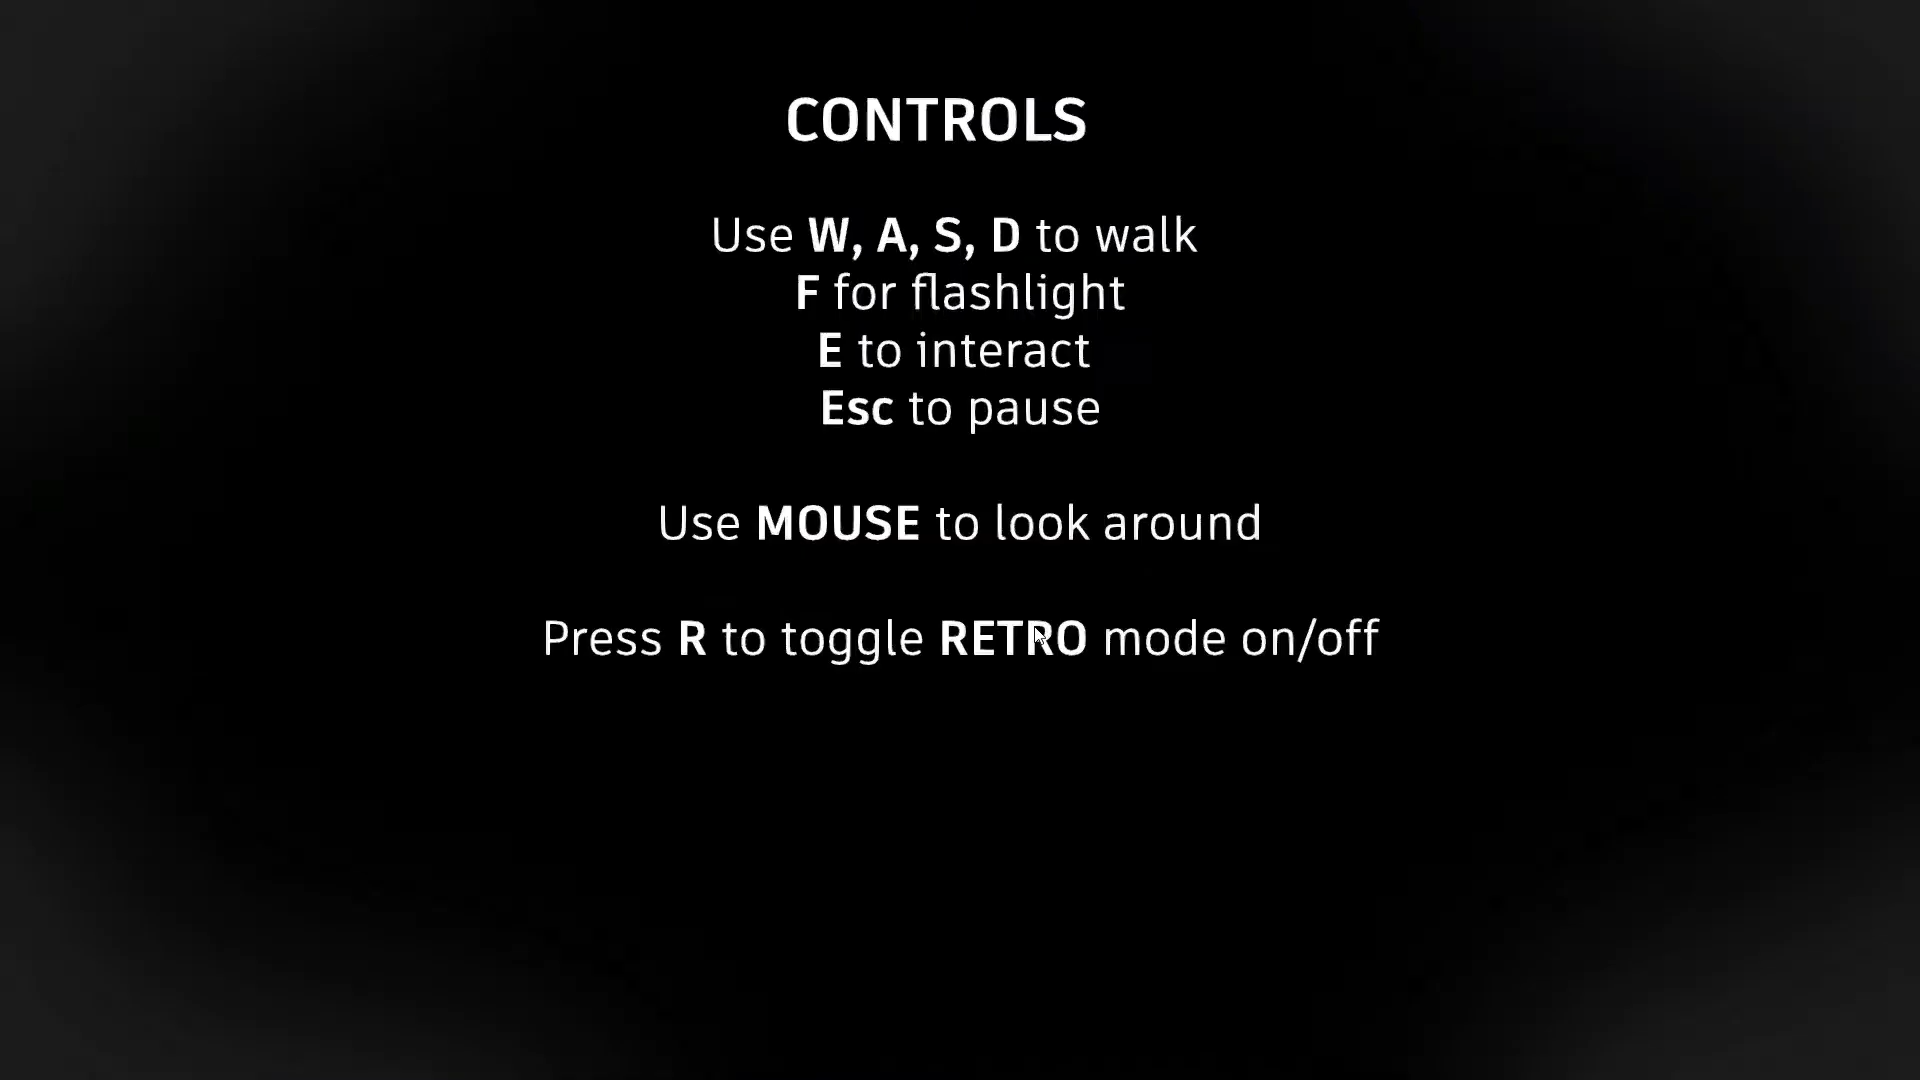 CONTROLS
Use W, A, S, D to walk
F for flashlight
E to interact
Esc to pause
Use MOUSE to look around
Press R to toggle RETRO mode on/off